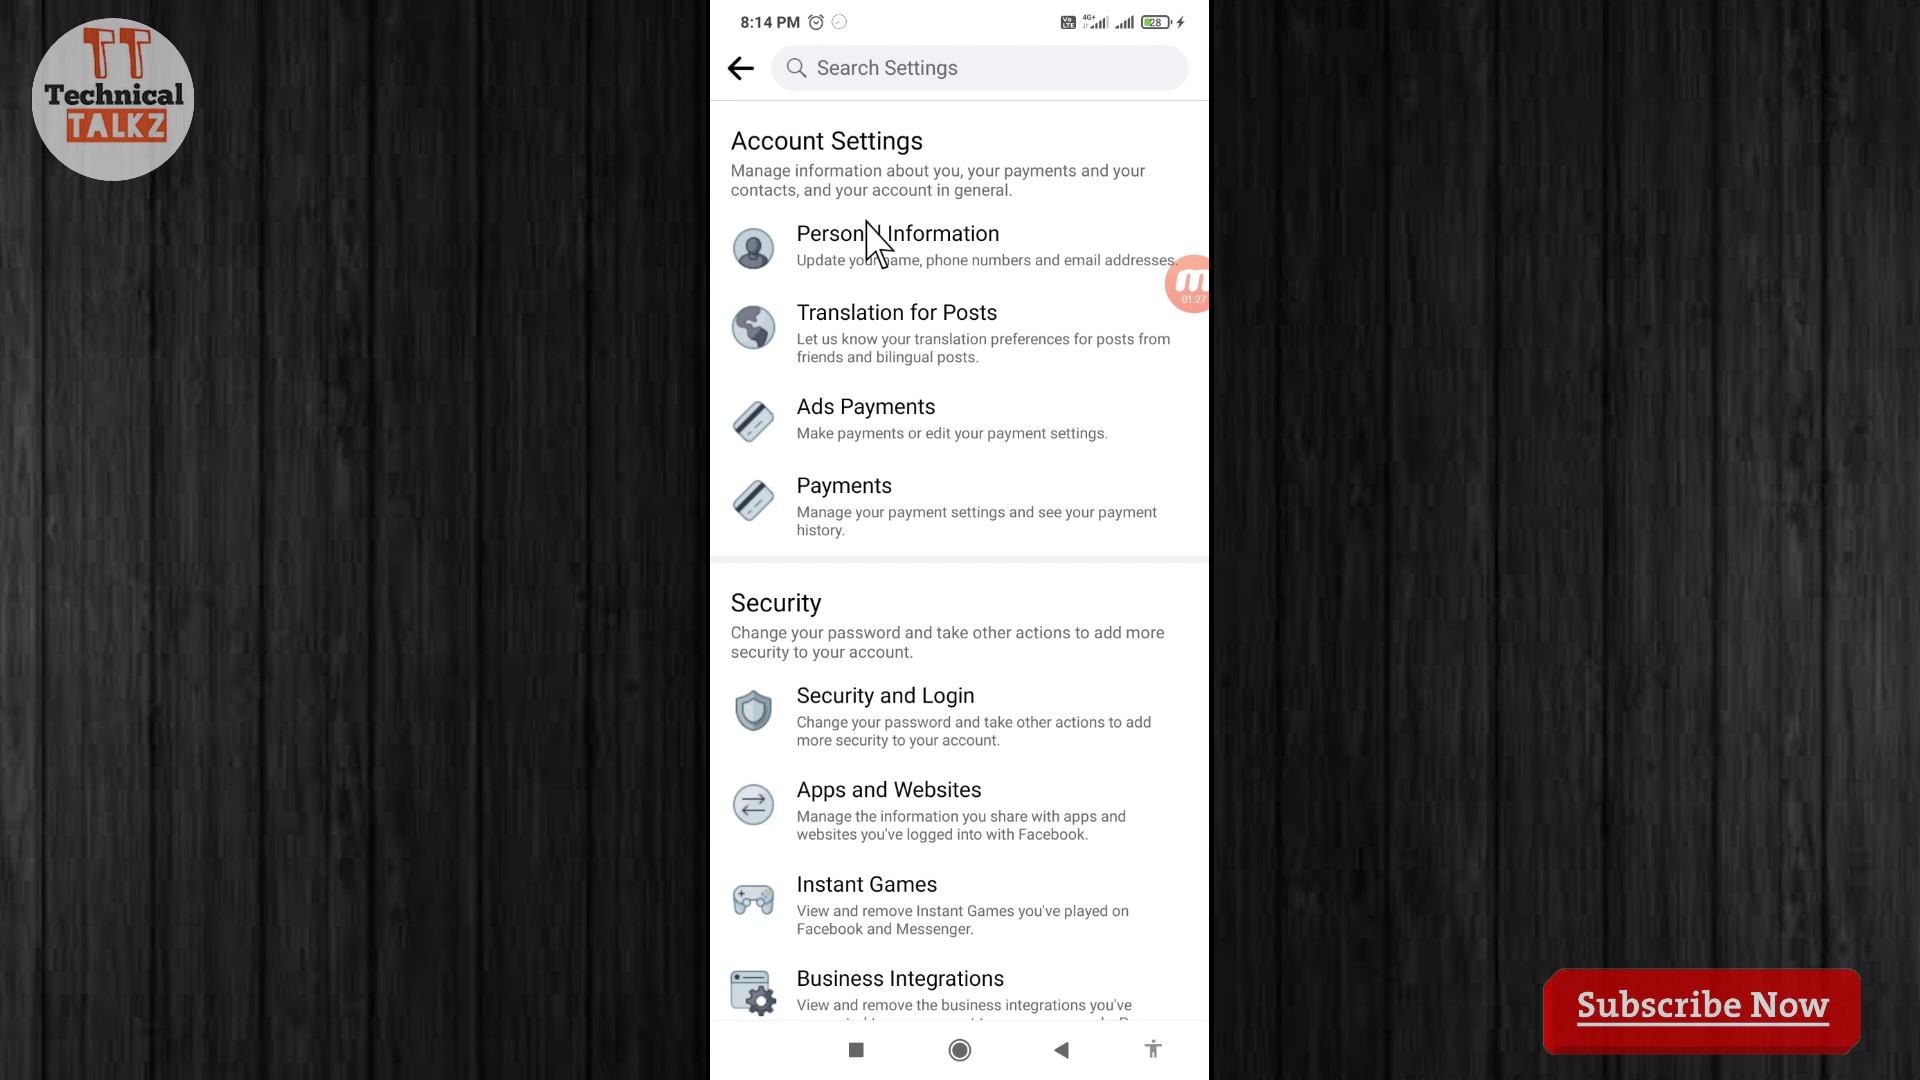 TT
Technical
TALKZ
8:14 PM
Vo
LTE
4G+
28
Search Settings
Account Settings
Manage information about you, your payments and your
contacts, and your account in general.
Information
Update
phone numbers and email addresses.
01:27
Translation for Posts
Let us know your translation preferences for posts from
friends and bilingual posts.
Ads Payments
Make payments or edit your payment settings.
Payments
Manage your payment settings and see your payment
history.
Security
Change your password and take other actions to add more
security to your account.
Security and Login
Change your password and take other actions to add
more security to your account.
Apps and Websites
Manage the information you share with apps and
websites you've logged into with Facebook.
Instant Games
View and remove Instant Games you've played on
Facebook and Messenger.
Business Integrations
View and remove the business integrations you've
Subscribe Now